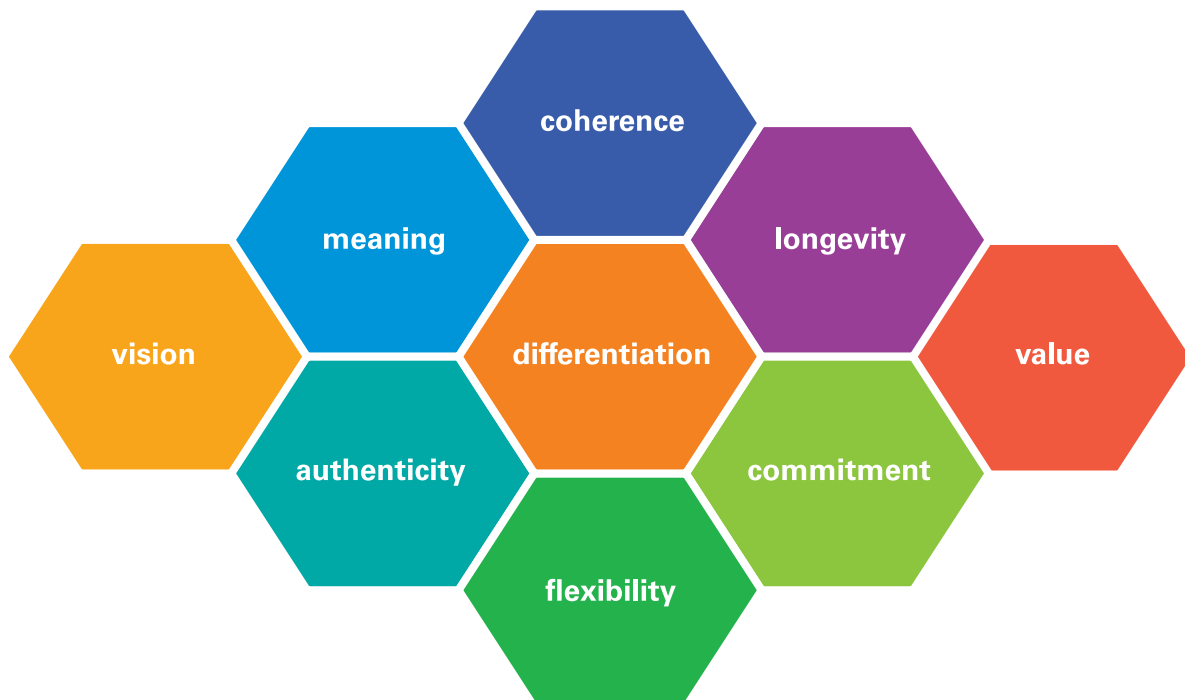 coherence
meaning
longevity
vision
differentiation
value
authenticity
commitment
flexibility